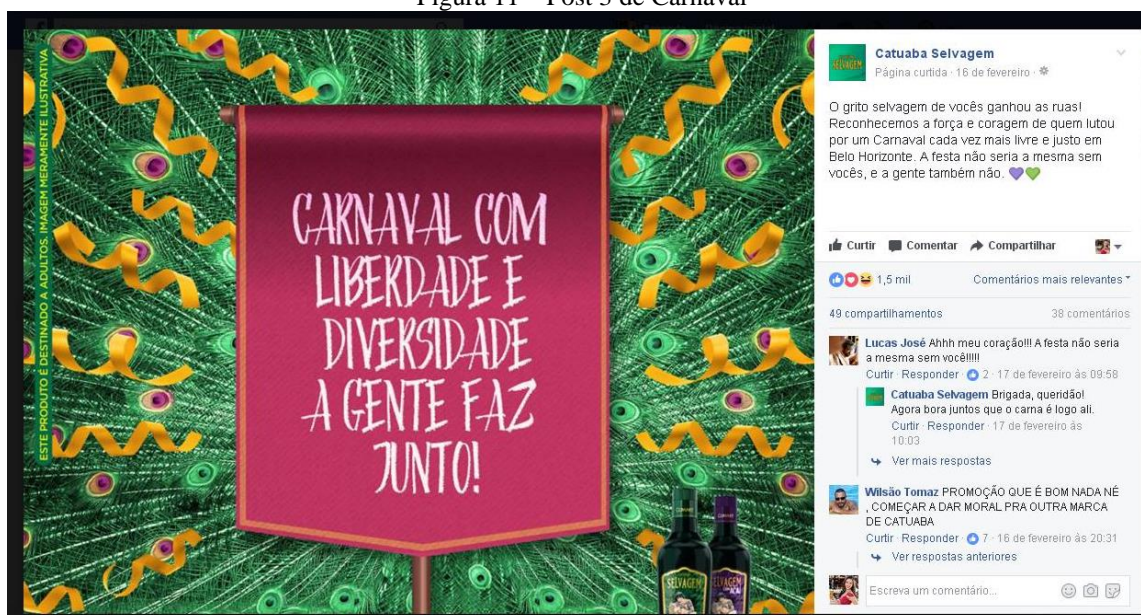 Figura 11 – Post 3 de Carnaval
ESTE PRODUTO É DESTINADO A ADULTOS. IMAGEM MERAMENTE ILUSTRATIVA
CARNAVAL COM
LIBERDADE E
DIVERSIDADE
A GENTE FAZ
JUNTO!
SELVAGEM
SELVAGEM
COM AÇAÍ
SELVAGEM
Catuaba Selvagem
Página curtida · 16 de fevereiro ·
O grito selvagem de vocês ganhou as ruas!
Reconhecemos a força e coragem de quem lutou
por um Carnaval cada vez mais livre e justo em
Belo Horizonte. A festa não seria a mesma sem
vocês, e a gente também não. 💜💚
Curtir Comentar Compartilhar
1,5 mil Comentários mais relevantes
49 compartilhamentos 38 comentários
Lucas José Ahhh meu coração!!! A festa não seria
a mesma sem você!!!!!
Curtir · Responder · 2 · 17 de fevereiro às 09:58
Catuaba Selvagem Brigada, queridão!
Agora bora juntos que o carna é logo ali.
Curtir · Responder · 17 de fevereiro às
10:03
Ver mais respostas
Wilsão Tomaz PROMOÇÃO QUE É BOM NADA NÉ
, COMEÇAR A DAR MORAL PRA OUTRA MARCA
DE CATUABA
Curtir · Responder · 7 · 16 de fevereiro às 20:31
Ver respostas anteriores
Escreva um comentário...